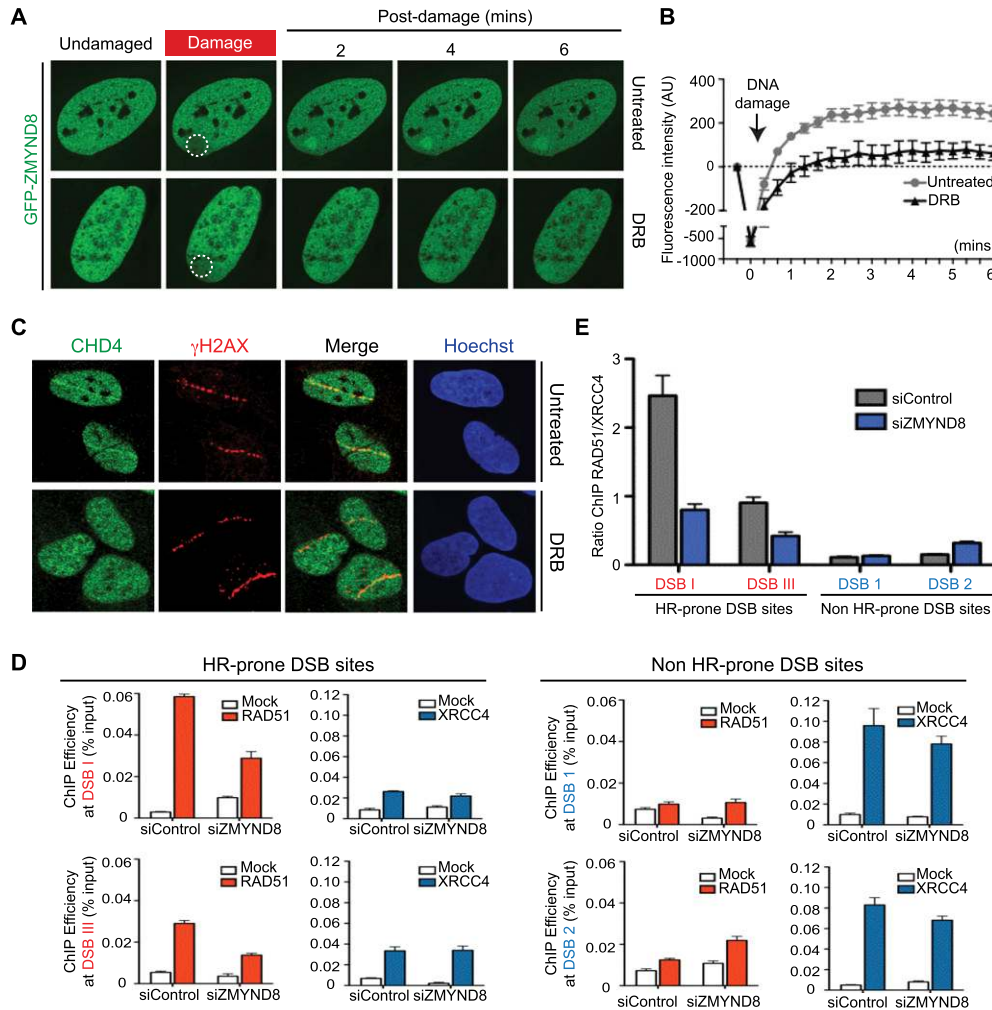 A
Post-damage (mins)
Undamaged Damage 2 4 6
GFP-ZMYND8
Untreated
DRB
B
Fluorescence intensity (AU)
400
200
0
-200
-500
-1000
DNA
damage
Untreated
DRB
(mins
0 1 2 3 4 5 6
C
CHD4 γH2AX Merge Hoechst
Untreated
DRB
E
Ratio ChIP RAD51/XRCC4
3
2
1
0
siControl
siZMYND8
DSB I DSB III DSB 1 DSB 2
HR-prone DSB sites Non HR-prone DSB sites
D
HR-prone DSB sites
ChIP Efficiency
at DSB I (% input)
0.06
0.04
0.02
0
Mock
RAD51
siControl siZMYND8
0.12
0.10
0.08
0.06
0.04
0.02
0
Mock
XRCC4
siControl siZMYND8
ChIP Efficiency
at DSB III (% input)
0.06
0.04
0.02
0
Mock
RAD51
siControl siZMYND8
0.12
0.10
0.08
0.06
0.04
0.02
0
Mock
XRCC4
siControl siZMYND8
Non HR-prone DSB sites
ChIP Efficiency
at DSB 1 (% input)
0.06
0.04
0.02
0
Mock
RAD51
siControl siZMYND8
0.12
0.10
0.08
0.06
0.04
0.02
0
Mock
XRCC4
siControl siZMYND8
ChIP Efficiency
at DSB 2 (% input)
0.06
0.04
0.02
0
Mock
RAD51
siControl siZMYND8
0.12
0.10
0.08
0.06
0.04
0.02
0
Mock
XRCC4
siControl siZMYND8